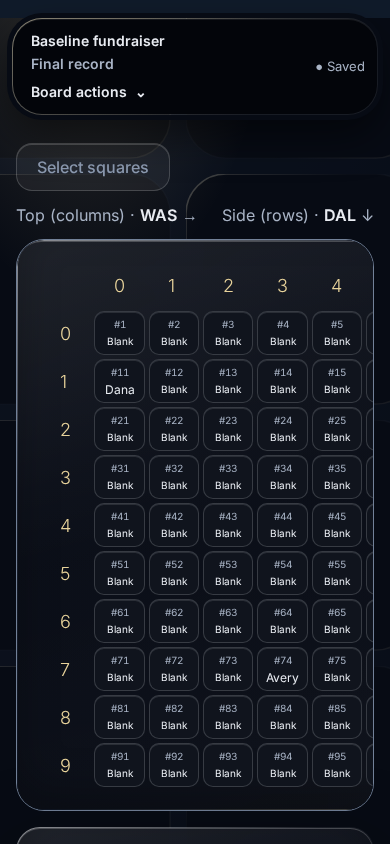 Baseline fundraiser
Final record
● Saved
Board actions ⌄
Select squares
Top (columns) · WAS → Side (rows) · DAL ↓
0 1 2 3 4
#1 #2 #3 #4 #5
0 Blank Blank Blank Blank Blank
#11 #12 #13 #14 #15
1 Dana Blank Blank Blank Blank
#21 #22 #23 #24 #25
2 Blank Blank Blank Blank Blank
#31 #32 #33 #34 #35
3 Blank Blank Blank Blank Blank
#41 #42 #43 #44 #45
4 Blank Blank Blank Blank Blank
#51 #52 #53 #54 #55
5 Blank Blank Blank Blank Blank
#61 #62 #63 #64 #65
6 Blank Blank Blank Blank Blank
#71 #72 #73 #74 #75
7 Blank Blank Blank Avery Blank
#81 #82 #83 #84 #85
8 Blank Blank Blank Blank Blank
#91 #92 #93 #94 #95
9 Blank Blank Blank Blank Blank